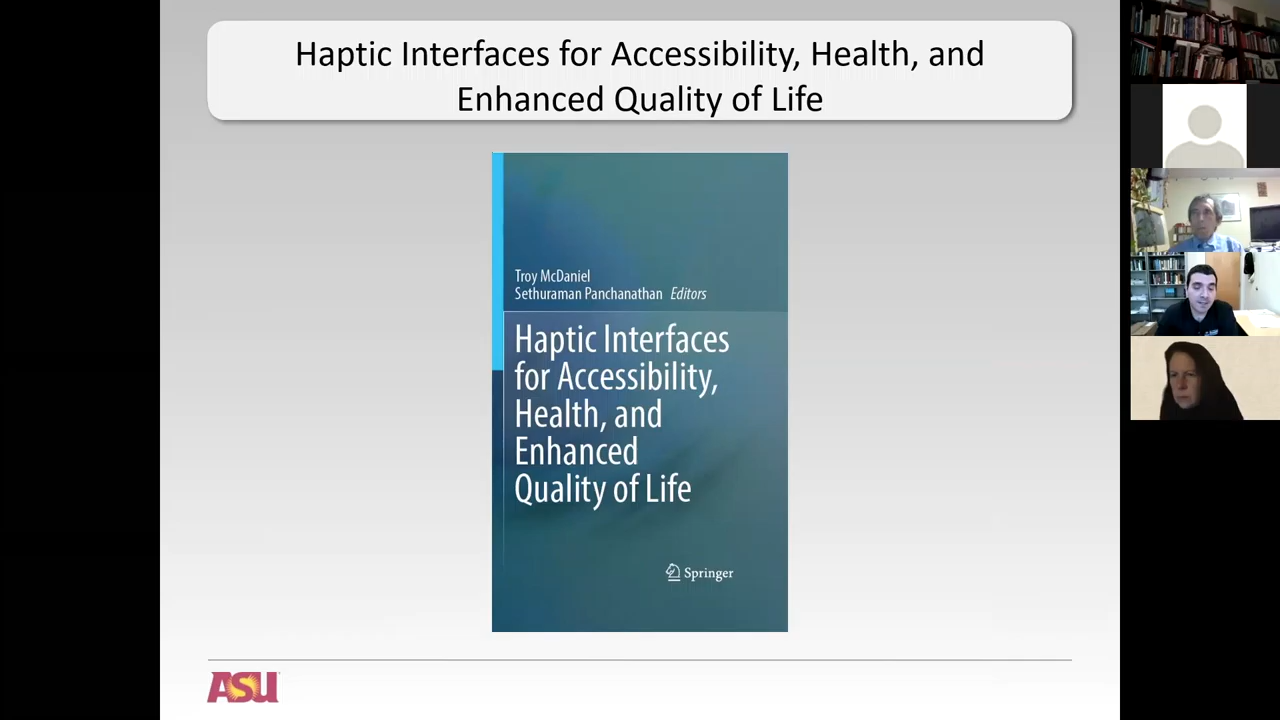 Haptic Interfaces for Accessibility, Health, and
Enhanced Quality of Life
Troy McDaniel
Sethuraman Panchanathan Editors
Haptic Interfaces
for Accessibility,
Health, and
Enhanced
Quality of Life
Springer
ASU